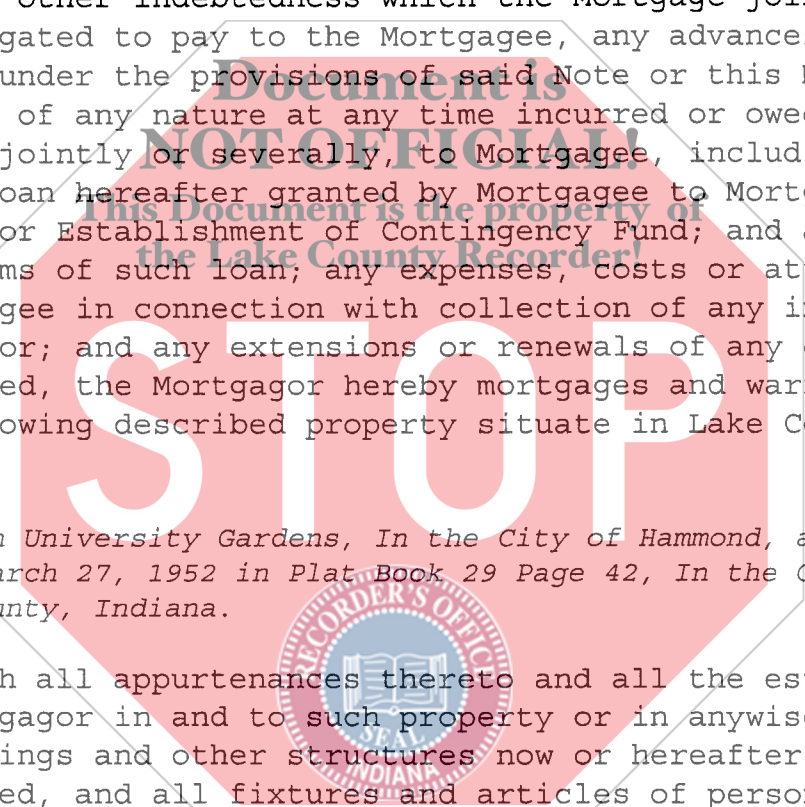 other indebtedness which the Mortgage join
gated to pay to the Mortgagee, any advance
under the provisions of said Note or this
Document is
of any nature at any time incurred or owe
NOT OFFICIAL!
jointly or severally, to Mortgagee, includ
oan hereafter granted by Mortgagee to Mort
This Document is the property of
or Establishment of Contingency Fund; and
the Lake County Recorder!
ms of such loan; any expenses, costs or at
gee in connection with collection of any i
or; and any extensions or renewals of any
ed, the Mortgagor hereby mortgages and war
owing described property situate in Lake C
STOP
n University Gardens, In the City of Hammond, a
arch 27, 1952 in Plat Book 29 Page 42, In the
unty, Indiana.
RECORDER'S OFFICE
h all appurtenances thereto and all the es
gagor in and to such property or in anywis
SEAL
ings and other structures now or hereafter
INDIANA
ed, and all fixtures and articles of perso